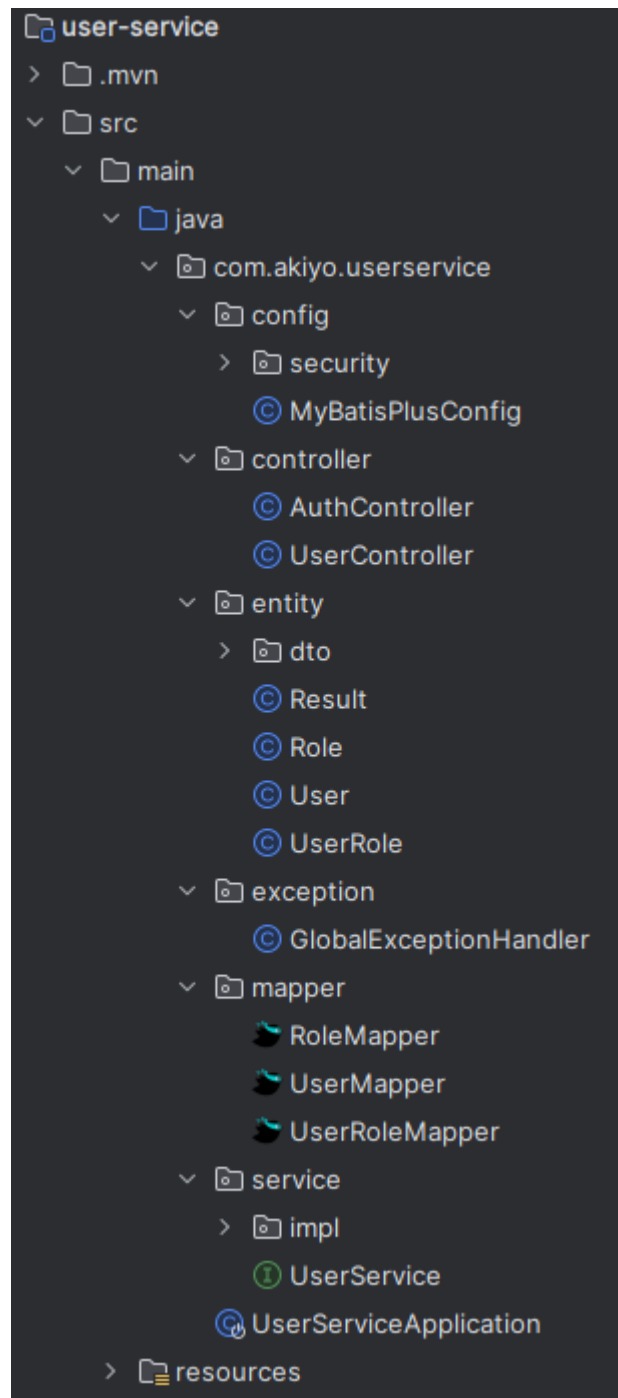 user-service
.mvn
src
main
java
com.akiyo.userservice
config
security
MyBatisPlusConfig
controller
AuthController
UserController
entity
dto
Result
Role
User
UserRole
exception
GlobalExceptionHandler
mapper
RoleMapper
UserMapper
UserRoleMapper
service
impl
UserService
UserServiceApplication
resources